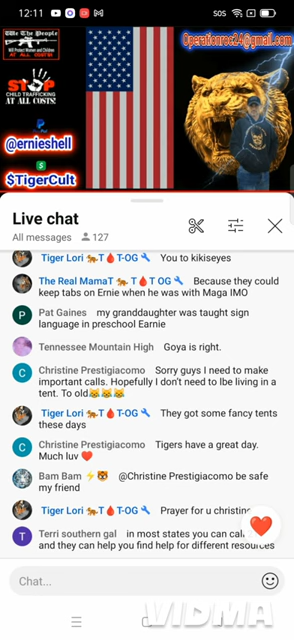 12:11
SOS
We The People
Will Protect Women and Children
AT ALL COSTS!
STOP
CHILD TRAFFICKING
AT ALL COSTS!
@ernieshell
$TigerCult
Operatonroc24@gmail.com
Live chat
All messages 127
Tiger Lori 🐅T🩸T-OG 🔧 You to kikiseyes
The Real MamaT 🐅 T🩸T OG 🔧 Because they could
keep tabs on Ernie when he was with Maga IMO
Pat Gaines my granddaughter was taught sign
language in preschool Earnie
Tennessee Mountain High Goya is right.
Christine Prestigiacomo Sorry guys I need to make
important calls. Hopefully I don't need to lbe living in a
tent. To old😹😹😹
Tiger Lori 🐅T🩸T-OG 🔧 They got some fancy tents
these days
Christine Prestigiacomo Tigers have a great day.
Much luv ❤️
Bam Bam ⚡🐯 @Christine Prestigiacomo be safe
my friend
Tiger Lori 🐅T🩸T-OG 🔧 Prayer for u christin
Terri southern gal in most states you can cal
and they can help you find help for different resources
Chat...
VIDMA